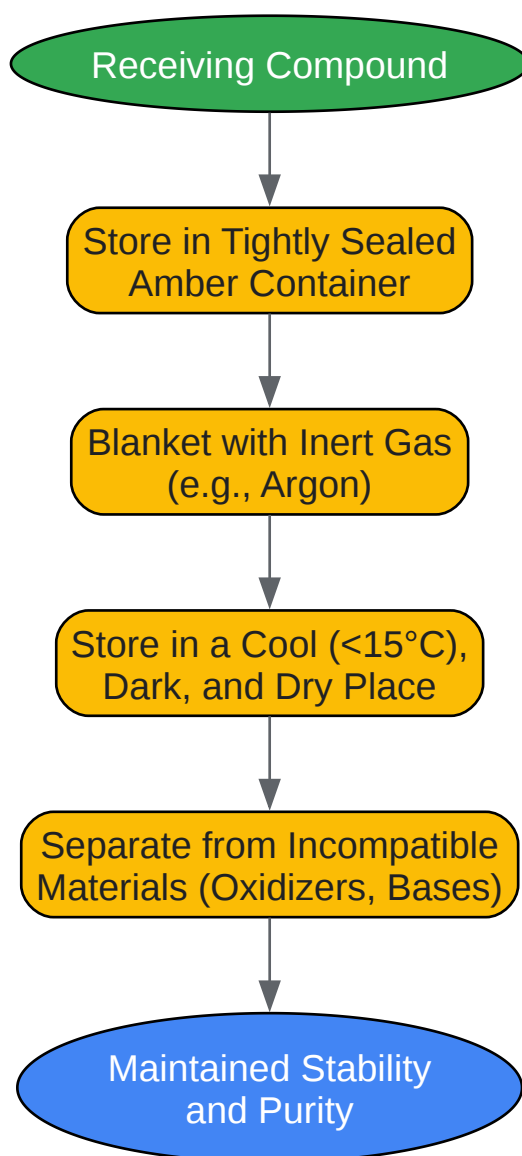 Receiving Compound
Store in Tightly Sealed
Amber Container
Blanket with Inert Gas
(e.g., Argon)
Store in a Cool (<15°C),
Dark, and Dry Place
Separate from Incompatible
Materials (Oxidizers, Bases)
Maintained Stability
and Purity